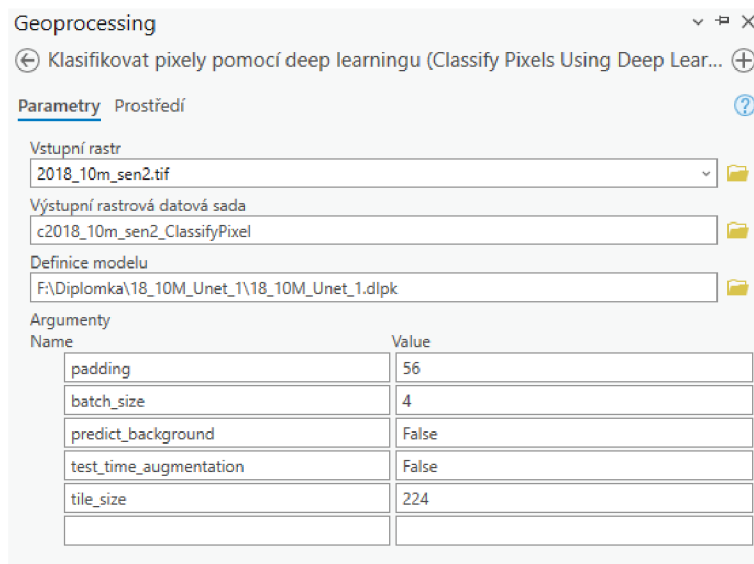 Geoprocessing
Klasifikovat pixely pomocí deep learningu (Classify Pixels Using Deep Lear...
Parametry Prostředí
Vstupní rastr
2018_10m_sen2.tif
Výstupní rastrová datová sada
c2018_10m_sen2_ClassifyPixel
Definice modelu
F:\Diplomka\18_10M_Unet_1\18_10M_Unet_1.dlpk
Argumenty
Name Value
padding 56
batch_size 4
predict_background False
test_time_augmentation False
tile_size 224